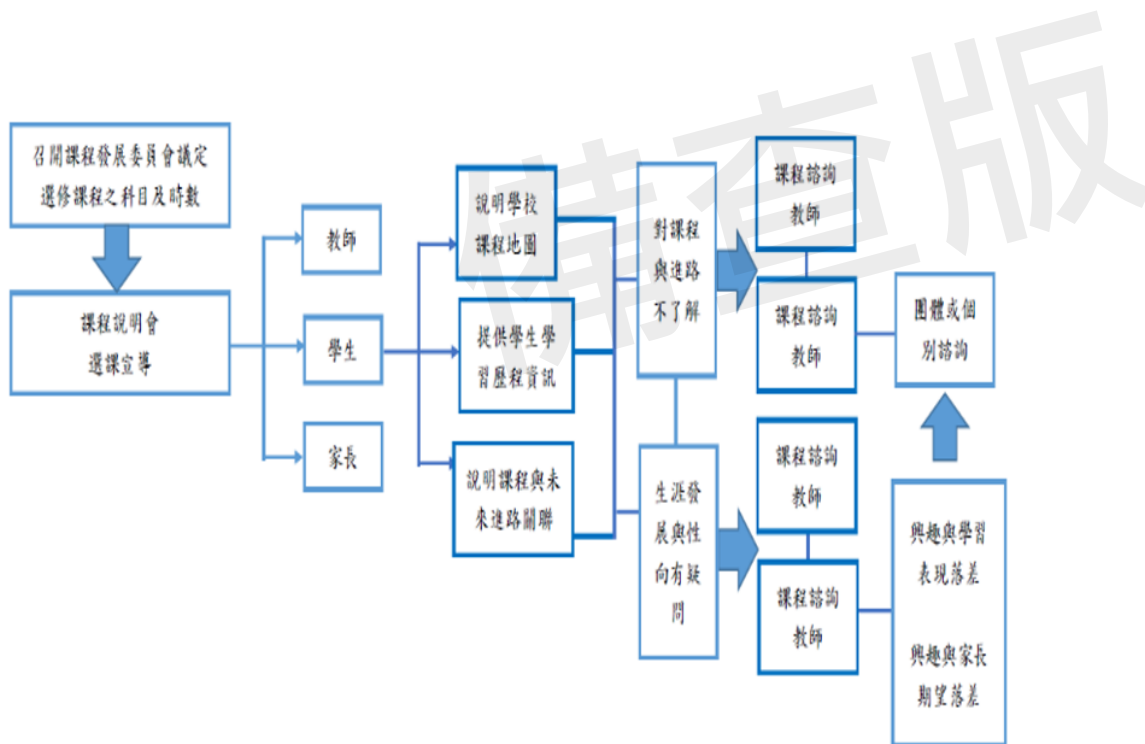 備查版
召開課程發展委員會議定
選修課程之科目及時數
課程說明會
選課宣導
教師
學生
家長
說明學校
課程地圖
提供學生學
習歷程資訊
說明課程與未
來進路關聯
對課程
與進路
不了解
生涯發
展與性
向有疑
問
課程諮詢
教師
課程諮詢
教師
課程諮詢
教師
課程諮詢
教師
團體或個
別諮詢
興趣與學習
表現落差
興趣與家長
期望落差